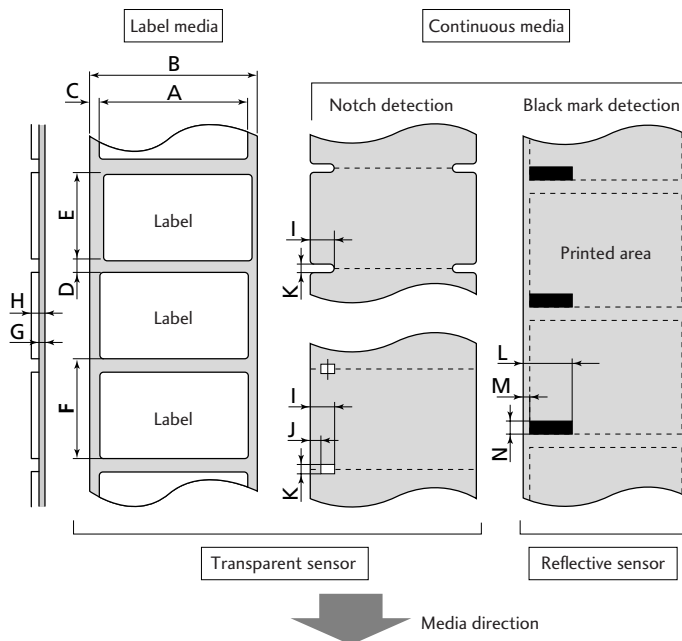 Label media
Continuous media
B
C
A
Notch detection
Black mark detection
E
Label
I
Printed area
D
K
H
Label
G
L
I
M
F
Label
J
N
K
Transparent sensor
Reflective sensor
Media direction